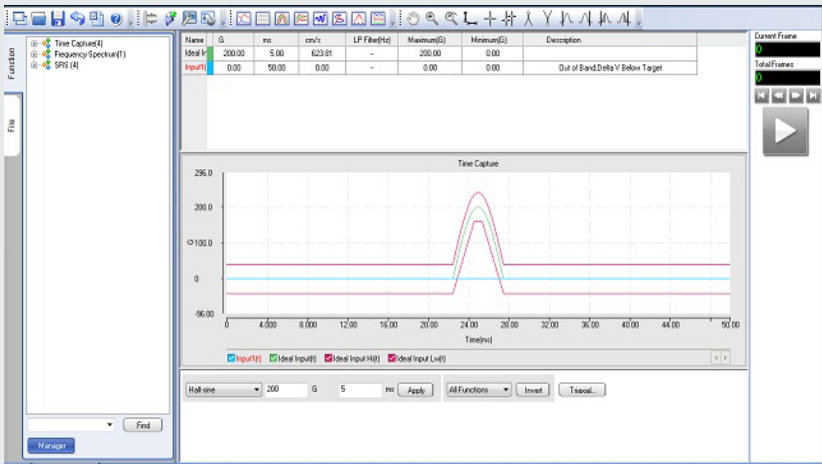 Function
File
Time Capture(4)
Frequency Spectrum(1)
SRS (4)
Find
Manager
Name G ms cm/s LP Filter(Hz) Maximum(G) Minimum(G) Description
Ideal In 200.00 5.00 623.81 - 200.00 0.00
Input1( 0.00 50.00 0.00 - 0.00 0.00 Out of Band.Delta V Below Target
Time Capture
296.0
200.0
G 100.0
0
-96.00
0 4.000 8.000 12.00 16.00 20.00 24.00 28.00 32.00 36.00 40.00 44.00 50.00
Time(ms)
Input1(t) Ideal Input(t) Ideal Input Hi(t) Ideal Input Lw(t)
Half-sine 200 G 5 ms Apply All Functions Invert Triaxial...
Current Frame
0
Total Frames
0